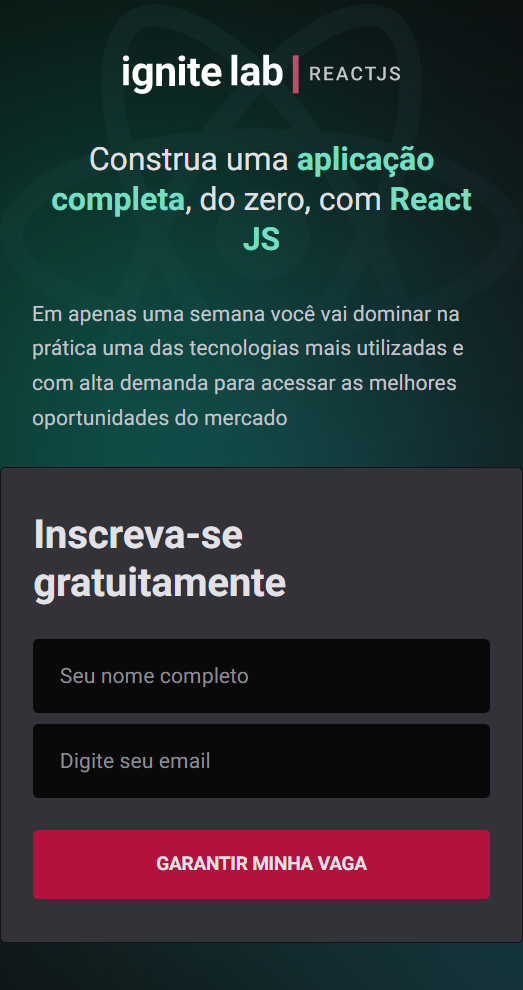 ignite lab | REACTJS
Construa uma aplicação
completa, do zero, com React
JS
Em apenas uma semana você vai dominar na
prática uma das tecnologias mais utilizadas e
com alta demanda para acessar as melhores
oportunidades do mercado
Inscreva-se
gratuitamente
Seu nome completo
Digite seu email
GARANTIR MINHA VAGA